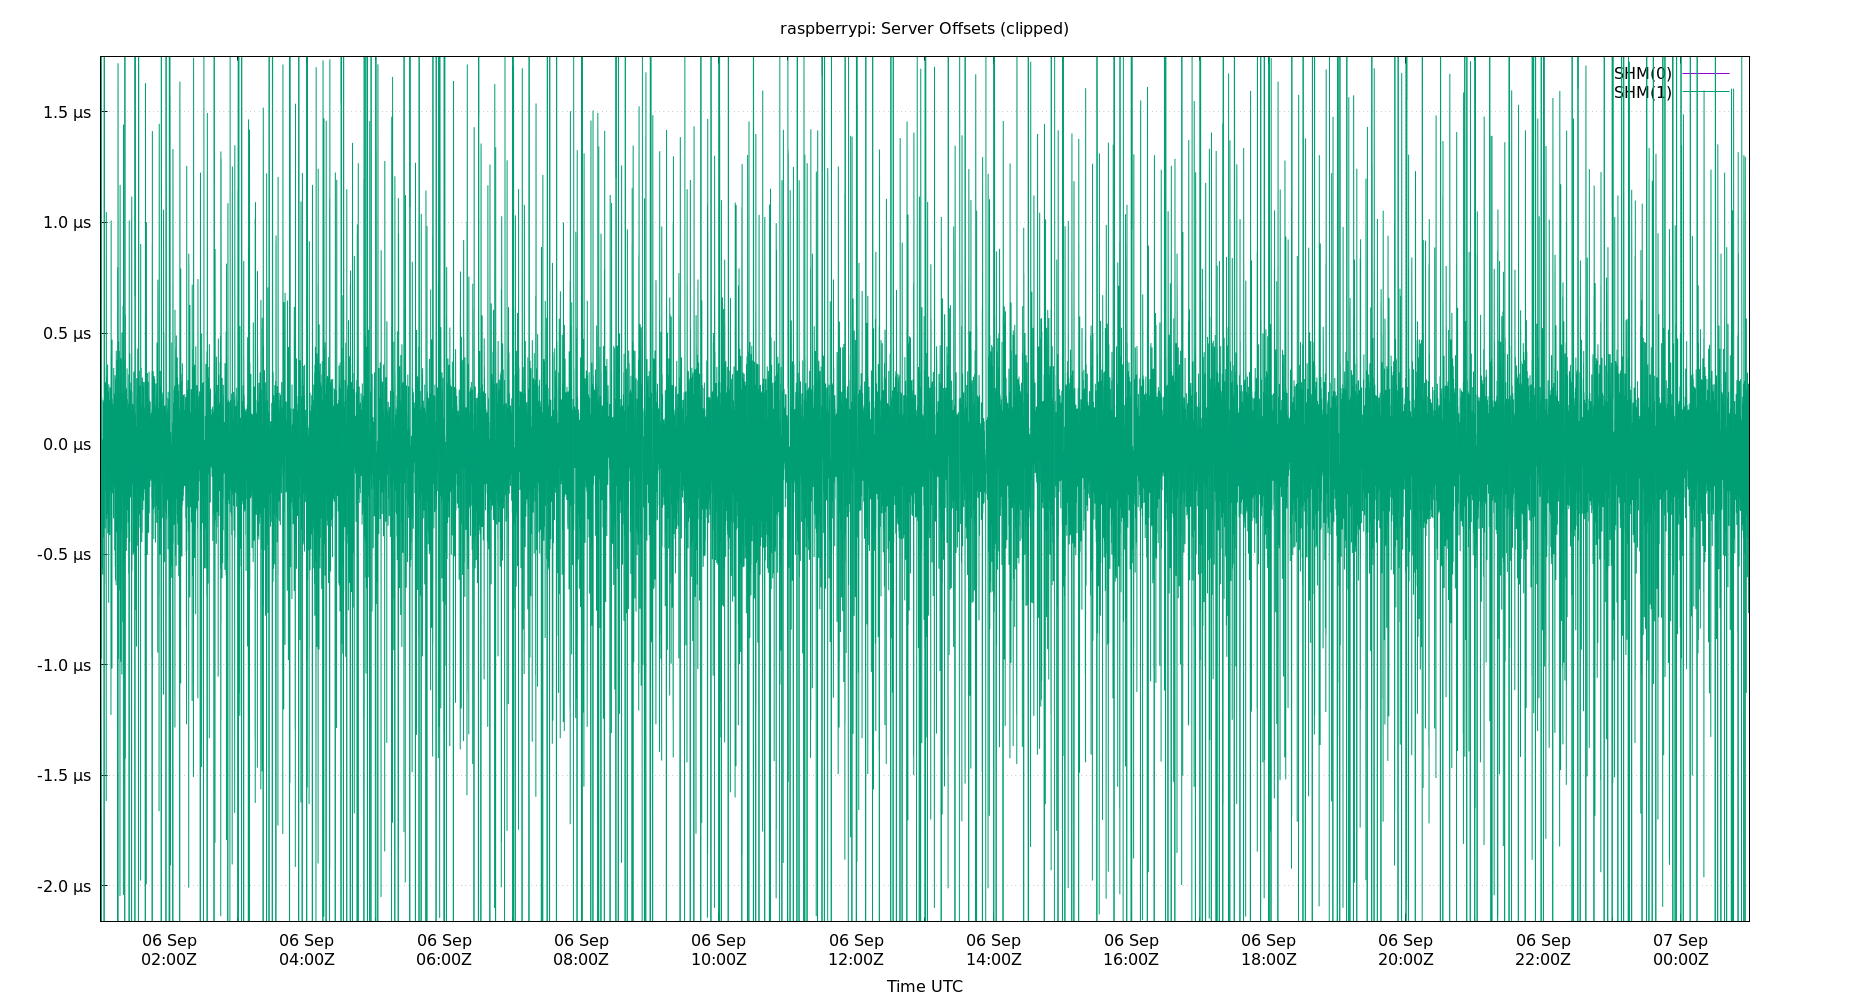 raspberrypi: Server Offsets (clipped)
SHM(0)
SHM(1)
1.5 µs
1.0 µs
0.5 µs
0.0 µs
-0.5 µs
-1.0 µs
-1.5 µs
-2.0 µs
06 Sep 06 Sep 06 Sep 06 Sep 06 Sep 06 Sep 06 Sep 06 Sep 06 Sep 06 Sep 06 Sep 07 Sep
02:00Z 04:00Z 06:00Z 08:00Z 10:00Z 12:00Z 14:00Z 16:00Z 18:00Z 20:00Z 22:00Z 00:00Z
Time UTC